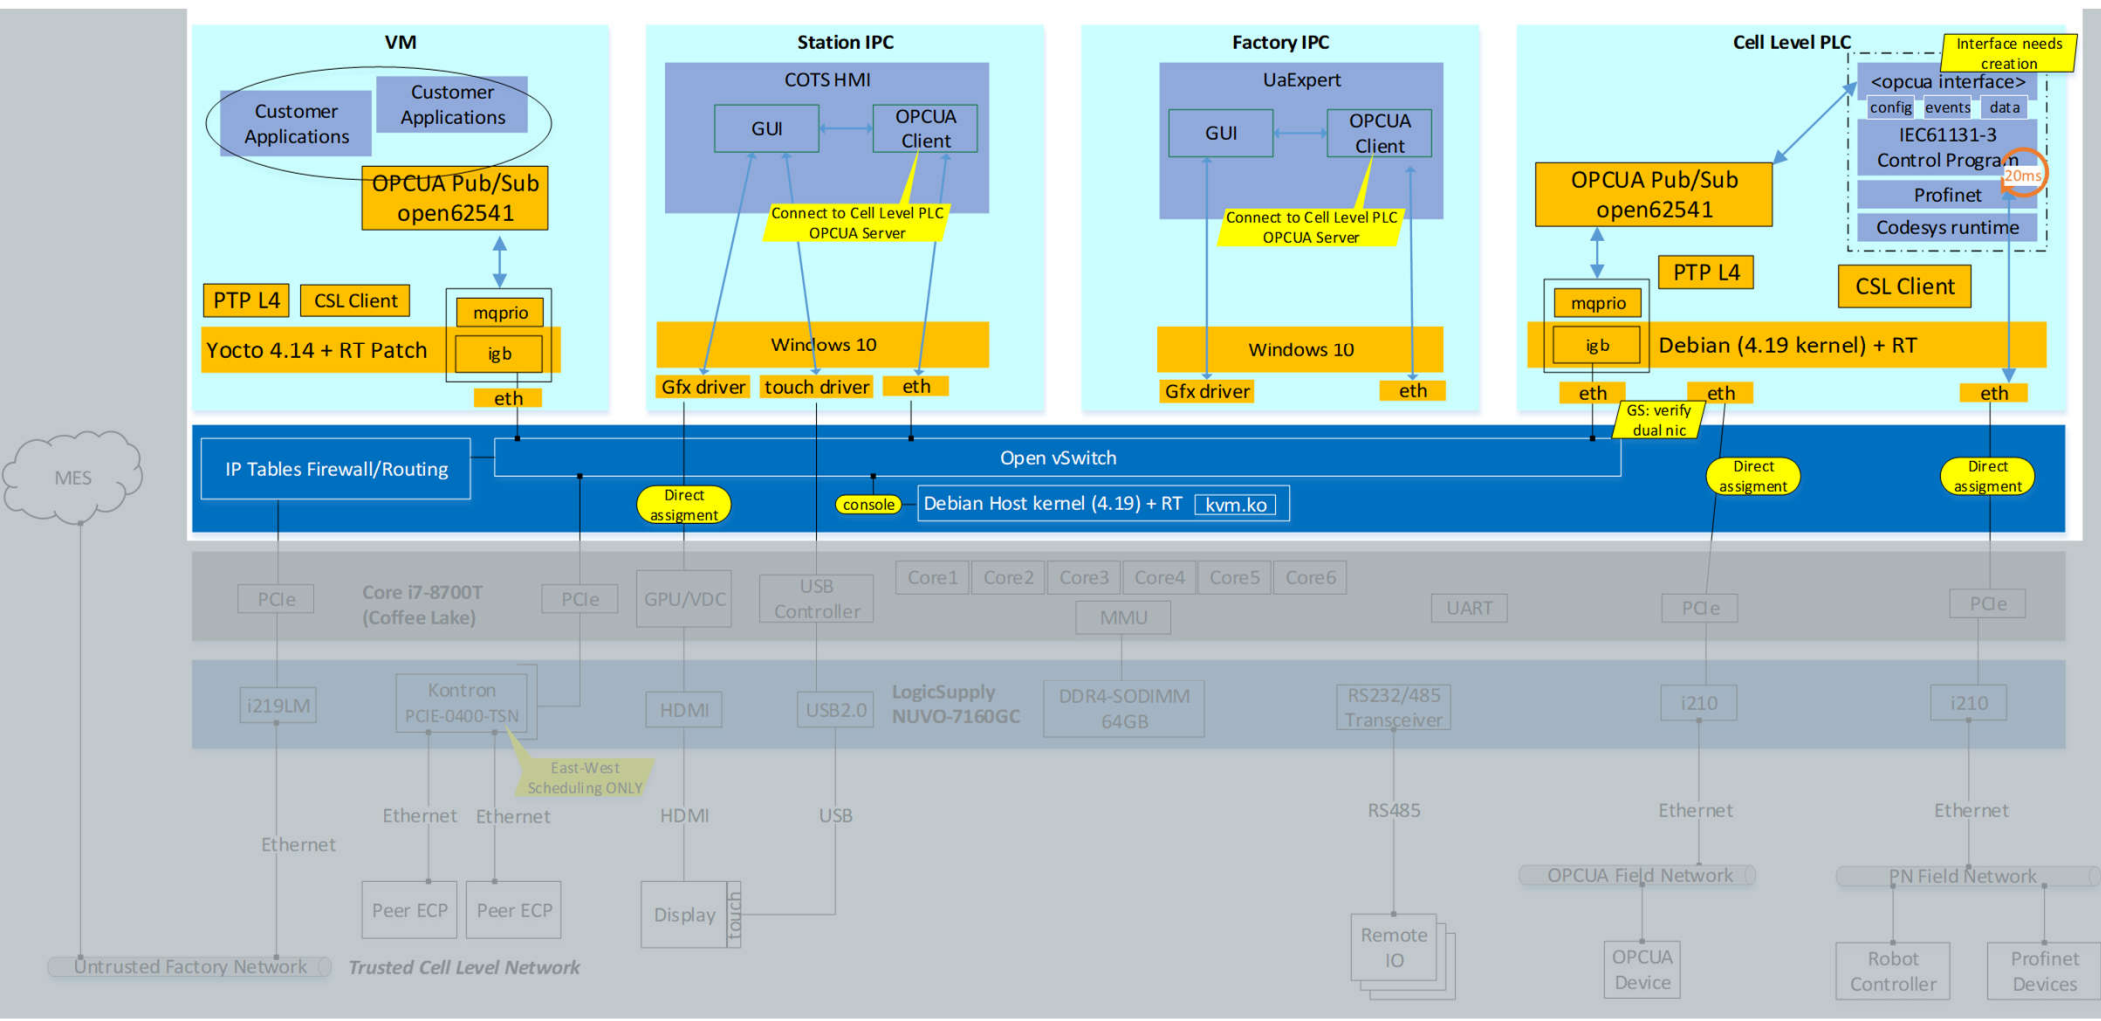 VM
Customer
Applications
Customer
Applications
OPCUA Pub/Sub
open62541
PTP L4
CSL Client
mqprio
Yocto 4.14 + RT Patch
igb
eth
Station IPC
COTS HMI
GUI
OPCUA
Client
Connect to Cell Level PLC
OPCUA Server
Windows 10
Gfx driver
touch driver
eth
Factory IPC
UaExpert
GUI
OPCUA
Client
Connect to Cell Level PLC
OPCUA Server
Windows 10
Gfx driver
eth
Cell Level PLC
Interface needs
creation
<opcua interface>
config
events
data
IEC61131-3
Control Program
20ms
Profinet
Codesys runtime
OPCUA Pub/Sub
open62541
PTP L4
CSL Client
mqprio
igb
Debian (4.19 kernel) + RT
eth
eth
eth
GS: verify
dual nic
IP Tables Firewall/Routing
Open vSwitch
Direct
assigment
console
Debian Host kernel (4.19) + RT
kvm.ko
Direct
assigment
Direct
assigment
MES
PCIe
Core i7-8700T
(Coffee Lake)
PCIe
GPU/VDC
USB
Controller
Core1
Core2
Core3
Core4
Core5
Core6
MMU
UART
PCIe
PCIe
i219LM
Kontron
PCIE-0400-TSN
HDMI
USB2.0
LogicSupply
NUVO-7160GC
DDR4-SODIMM
64GB
RS232/485
Transceiver
i210
i210
East-West
Scheduling ONLY
Ethernet
Ethernet
Ethernet
HDMI
USB
RS485
Ethernet
Ethernet
Peer ECP
Peer ECP
Display
touch
OPCUA Field Network
PN Field Network
Remote
IO
OPCUA
Device
Robot
Controller
Profinet
Devices
Untrusted Factory Network
Trusted Cell Level Network